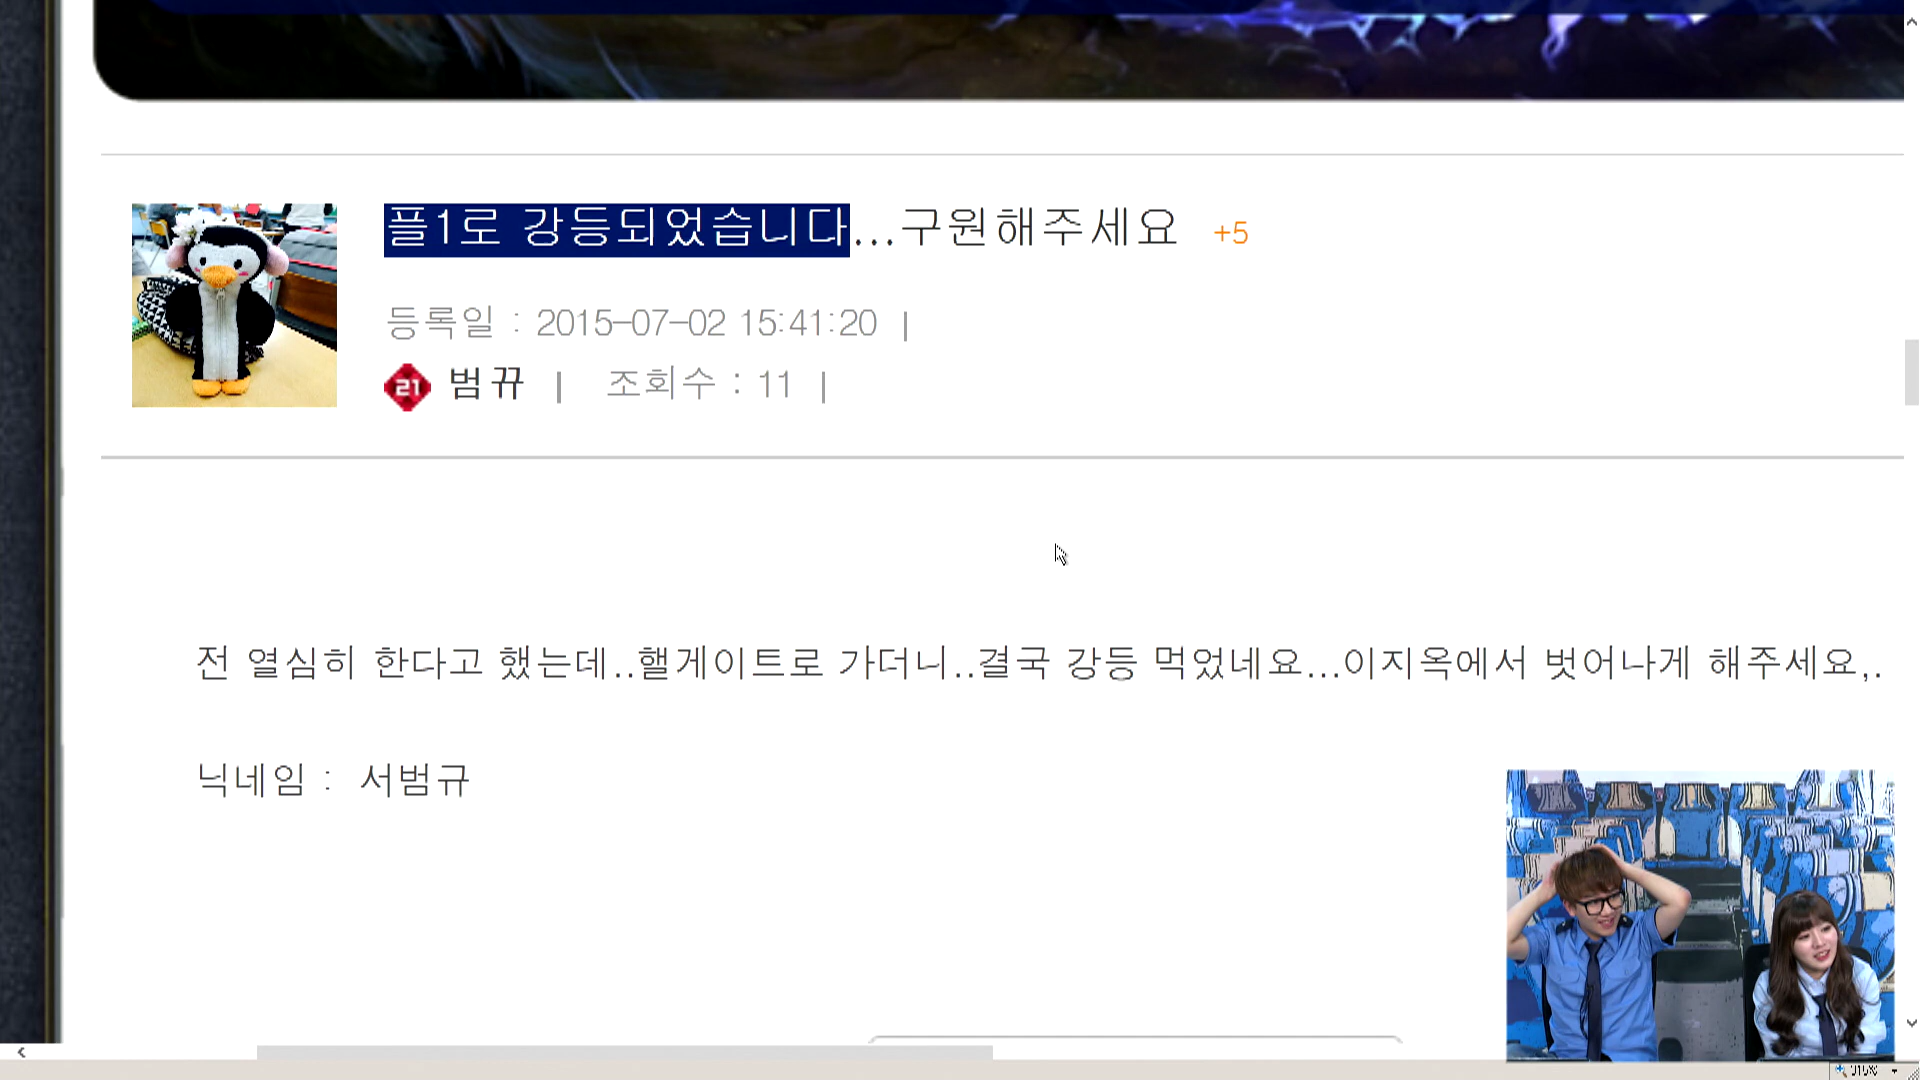 플1로 강등되었습니다...구원해주세요 +5
등록일 : 2015-07-02 15:41:20 |
21 범뀨 | 조회수 : 11 |
전 열심히 한다고 했는데..핼게이트로 가더니..결국 강등 먹었네요...이지옥에서 벗어나게 해주세요,.
닉네임 : 서범규